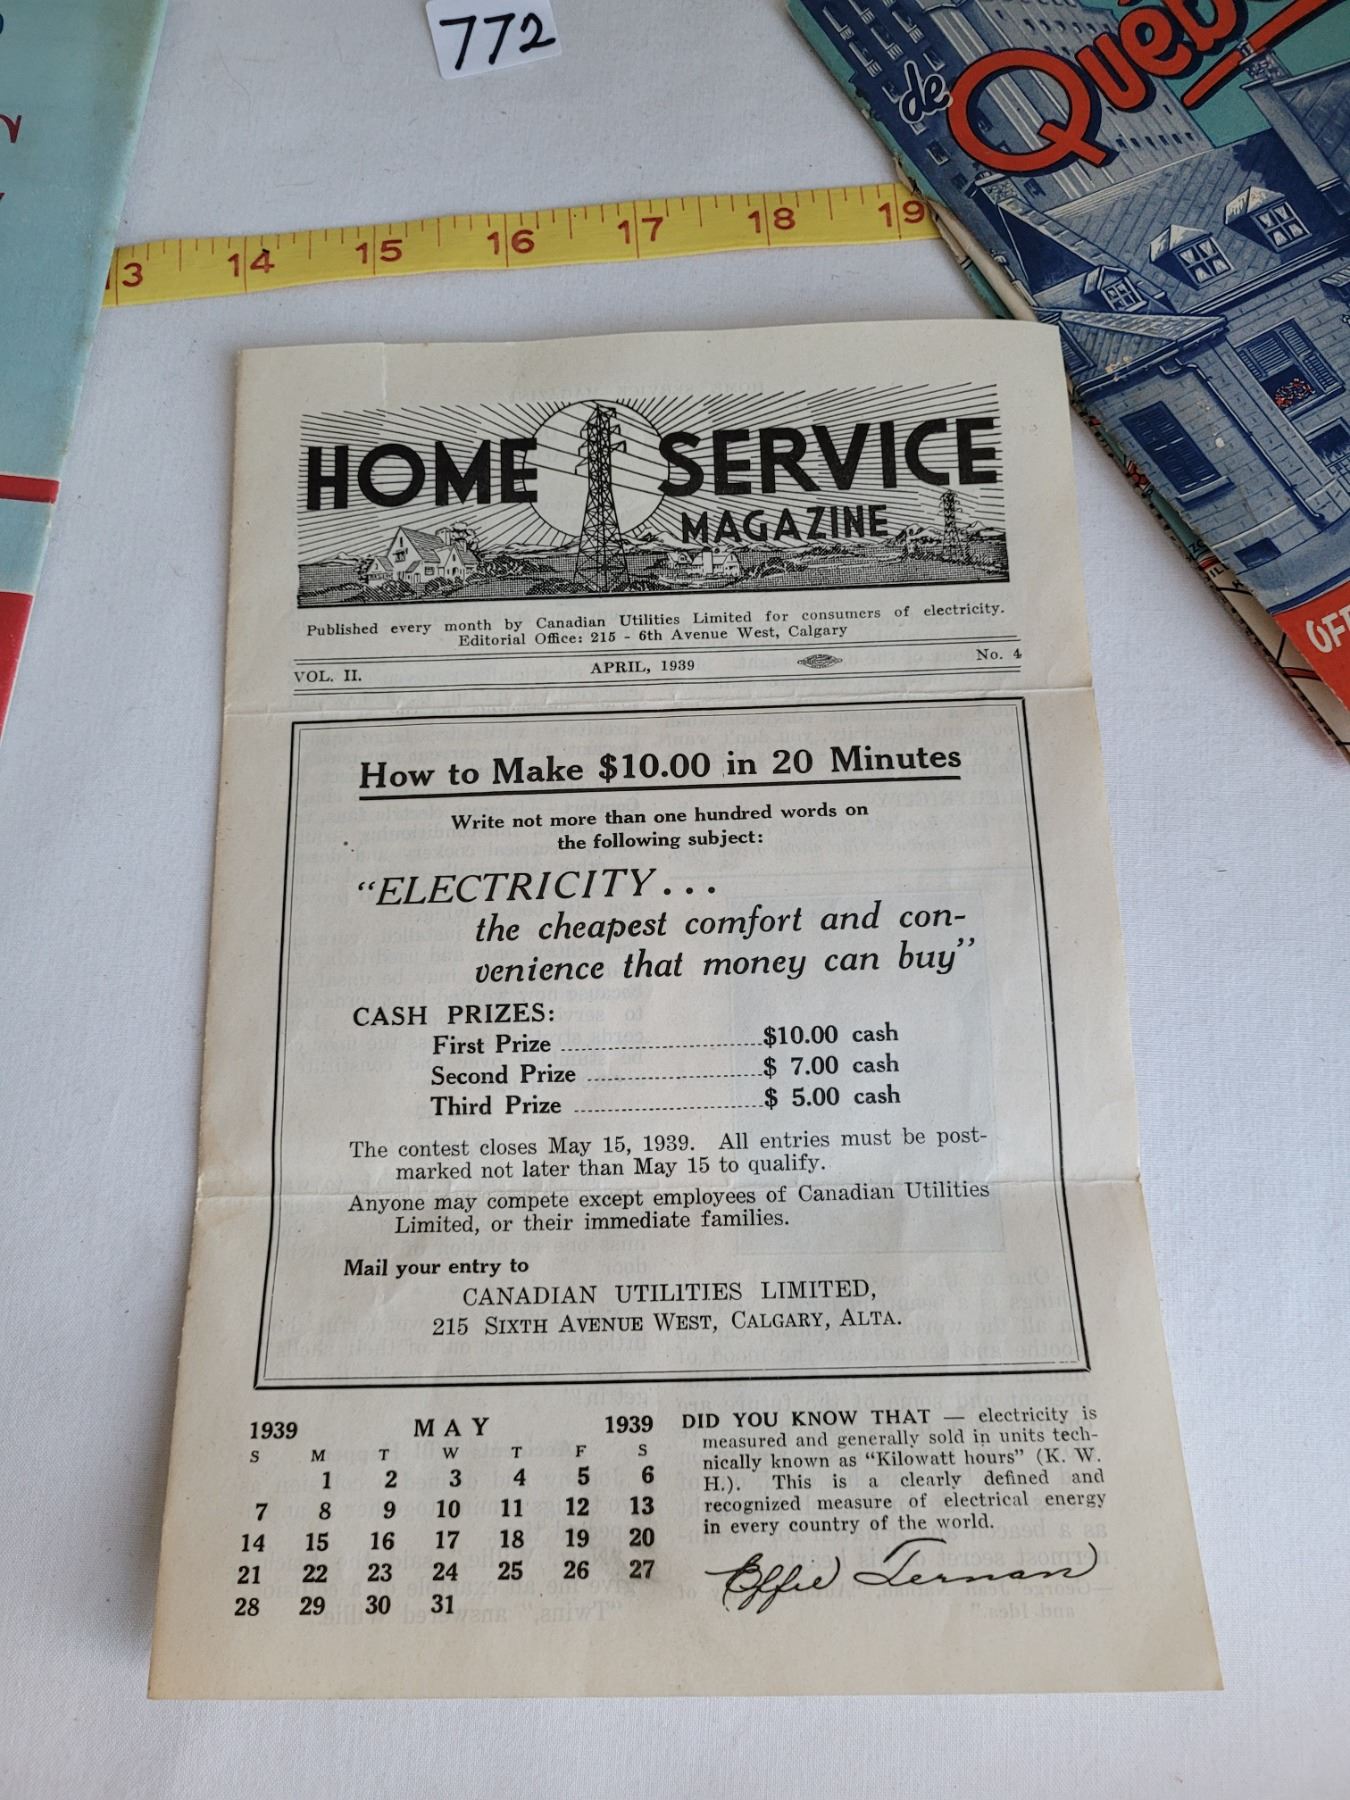 772
de Québ
13 14 15 16 17 18 19
HOME SERVICE
MAGAZINE
Published every month by Canadian Utilities Limited for consumers of electricity.
Editorial Office: 215 - 6th Avenue West, Calgary
VOL. II. APRIL, 1939 No. 4
How to Make $10.00 in 20 Minutes
Write not more than one hundred words on
the following subject:
"ELECTRICITY...
the cheapest comfort and con-
venience that money can buy"
CASH PRIZES:
First Prize ........................ $10.00 cash
Second Prize ..................... $ 7.00 cash
Third Prize ....................... $ 5.00 cash
The contest closes May 15, 1939. All entries must be post-
marked not later than May 15 to qualify.
Anyone may compete except employees of Canadian Utilities
Limited, or their immediate families.
Mail your entry to
CANADIAN UTILITIES LIMITED,
215 SIXTH AVENUE WEST, CALGARY, ALTA.
1939 MAY 1939
S M T W T F S
1 2 3 4 5 6
7 8 9 10 11 12 13
14 15 16 17 18 19 20
21 22 23 24 25 26 27
28 29 30 31
DID YOU KNOW THAT — electricity is
measured and generally sold in units tech-
nically known as "Kilowatt hours" (K. W.
H.). This is a clearly defined and
recognized measure of electrical energy
in every country of the world.
Effie Ternan